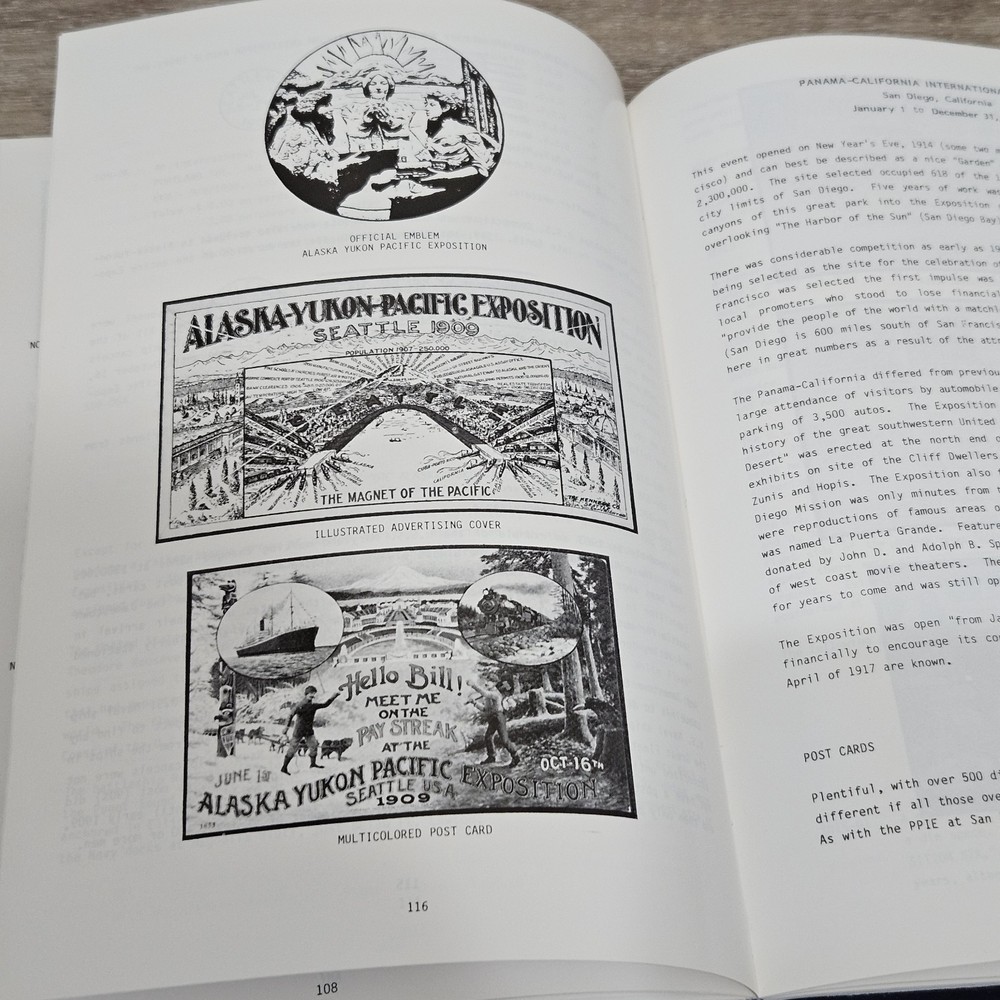 OFFICIAL EMBLEM
ALASKA YUKON PACIFIC EXPOSITION
ALASKA-YUKON-PACIFIC EXPOSITION
SEATTLE 1909
POPULATION 1907-250,000
ALASKA
CALIFORNIA
THE MAGNET OF THE PACIFIC
ILLUSTRATED ADVERTISING COVER
Hello Bill!
MEET ME
ON THE
PAY STREAK
AT THE
JUNE 1st
OCT-16TH
ALASKA YUKON PACIFIC EXPOSITION
SEATTLE USA
1909
MULTICOLORED POST CARD
116
108
PANAMA-CALIFORNIA INTERNATIONA
San Diego, California
January 1 to December 31,
This event opened on New Year's Eve, 1914 (some two
cisco) and can best be described as a nice "Garden"
2,300,000. The site selected occupied 618 of the
city limits of San Diego. Five years of work was
canyons of this great park into the Exposition
overlooking "The Harbor of the Sun" (San Diego Bay)
There was considerable competition as early as 19
being selected as the site for the celebration of
Francisco was selected the first impulse was
local promoters who stood to lose financial
"provide the people of the world with a match
(San Diego is 600 miles south of San Francis
here in great numbers as a result of the att
The Panama-California differed from previou
large attendance of visitors by automobile
parking of 3,500 autos. The Exposition
history of the great southwestern United
Desert" was erected at the north end o
exhibits on site of the Cliff Dwellers
Zunis and Hopis. The Exposition also
Diego Mission was only minutes from t
were reproductions of famous areas o
was named La Puerta Grande. Feature
donated by John D. and Adolph B. Sp
of west coast movie theaters. The
for years to come and was still op
The Exposition was open "from Ja
financially to encourage its co
April of 1917 are known.
POST CARDS
Plentiful, with over 500 di
different if all those ove
As with the PPIE at San